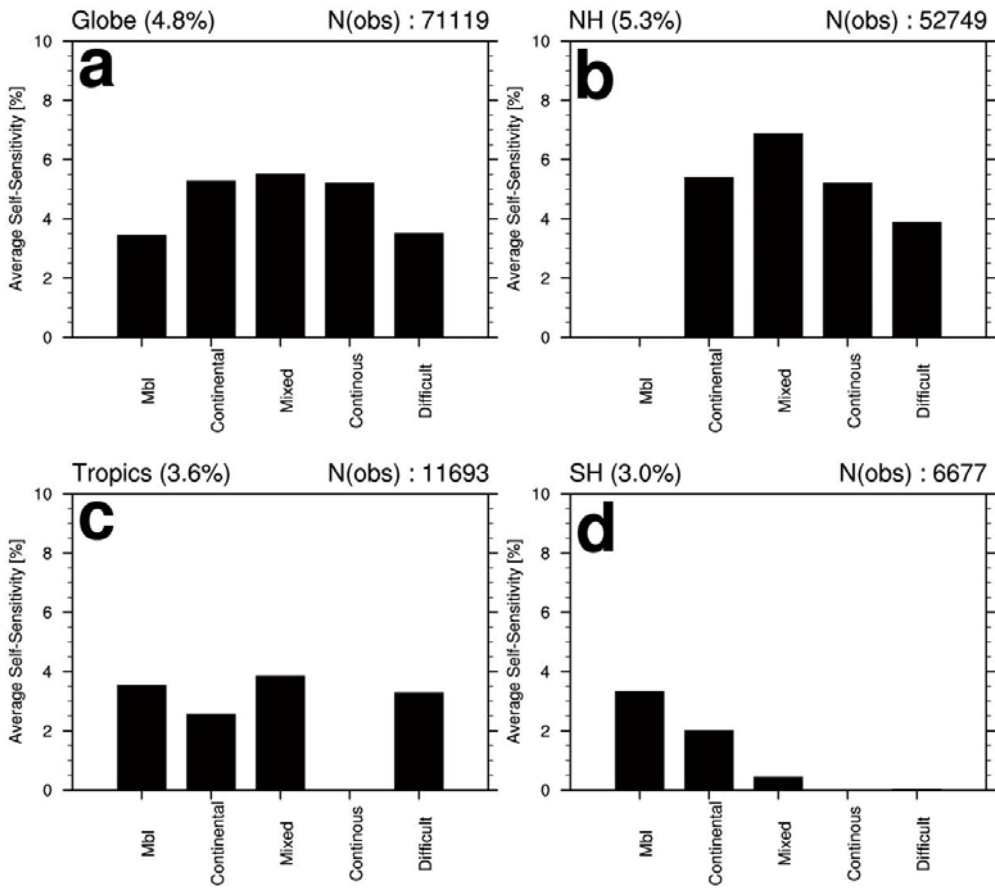 Globe (4.8%) N(obs) : 71119
a
Average Self-Sensitivity [%]
10
8
6
4
2
0
Mbl
Continental
Mixed
Continous
Difficult
NH (5.3%) N(obs) : 52749
b
Average Self-Sensitivity [%]
10
8
6
4
2
0
Mbl
Continental
Mixed
Continous
Difficult
Tropics (3.6%) N(obs) : 11693
c
Average Self-Sensitivity [%]
10
8
6
4
2
0
Mbl
Continental
Mixed
Continous
Difficult
SH (3.0%) N(obs) : 6677
d
Average Self-Sensitivity [%]
10
8
6
4
2
0
Mbl
Continental
Mixed
Continous
Difficult